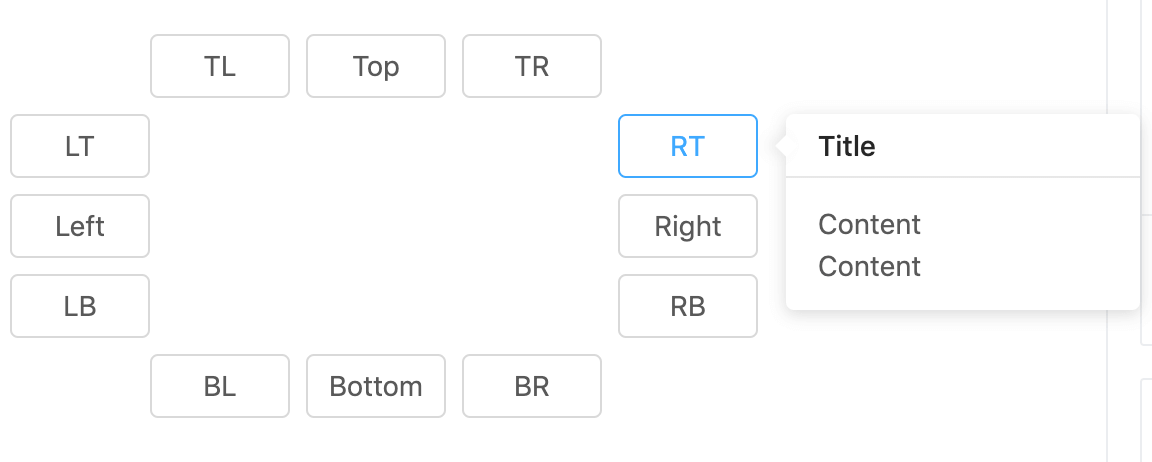 TL Top TR
LT RT Title
Left Right Content
Content
LB RB
BL Bottom BR